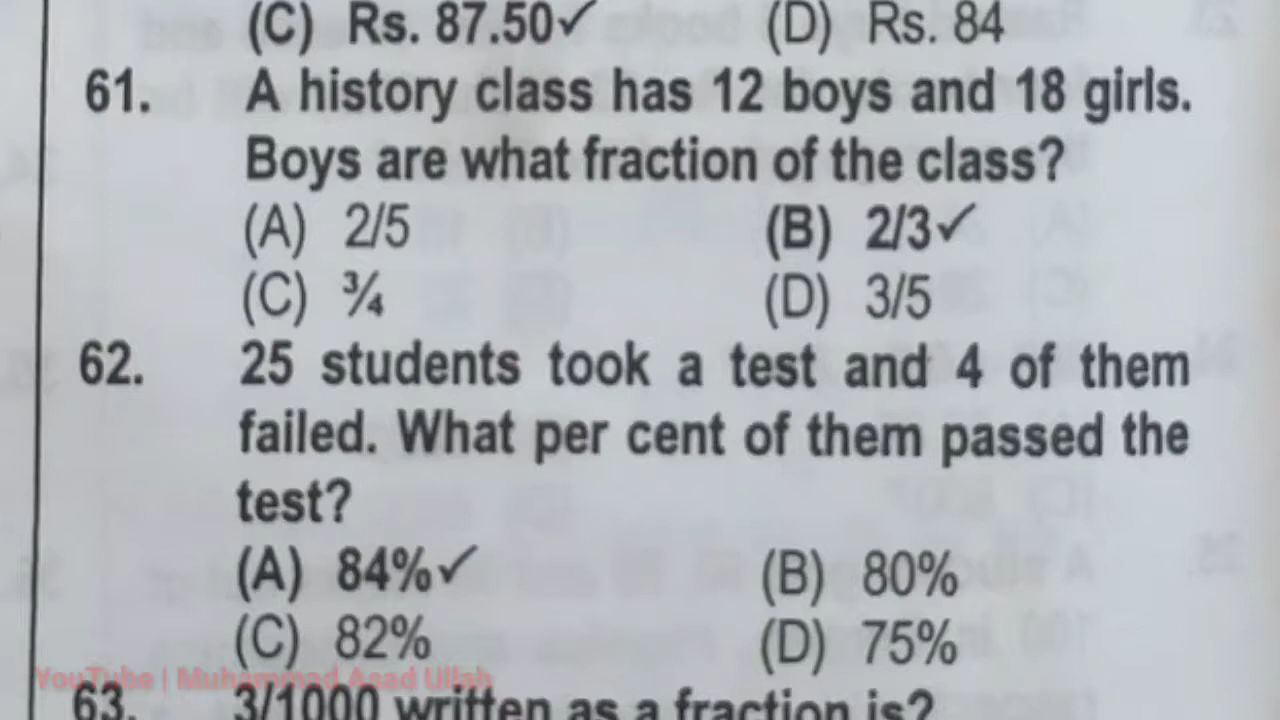 (C) Rs. 87.50✓ (D) Rs. 84
61. A history class has 12 boys and 18 girls.
Boys are what fraction of the class?
(A) 2/5 (B) 2/3✓
(C) ¾ (D) 3/5
62. 25 students took a test and 4 of them
failed. What per cent of them passed the
test?
(A) 84%✓ (B) 80%
(C) 82% (D) 75%
YouTube | Muhammad Asad Ullah
63. 3/1000 written as a fraction is?